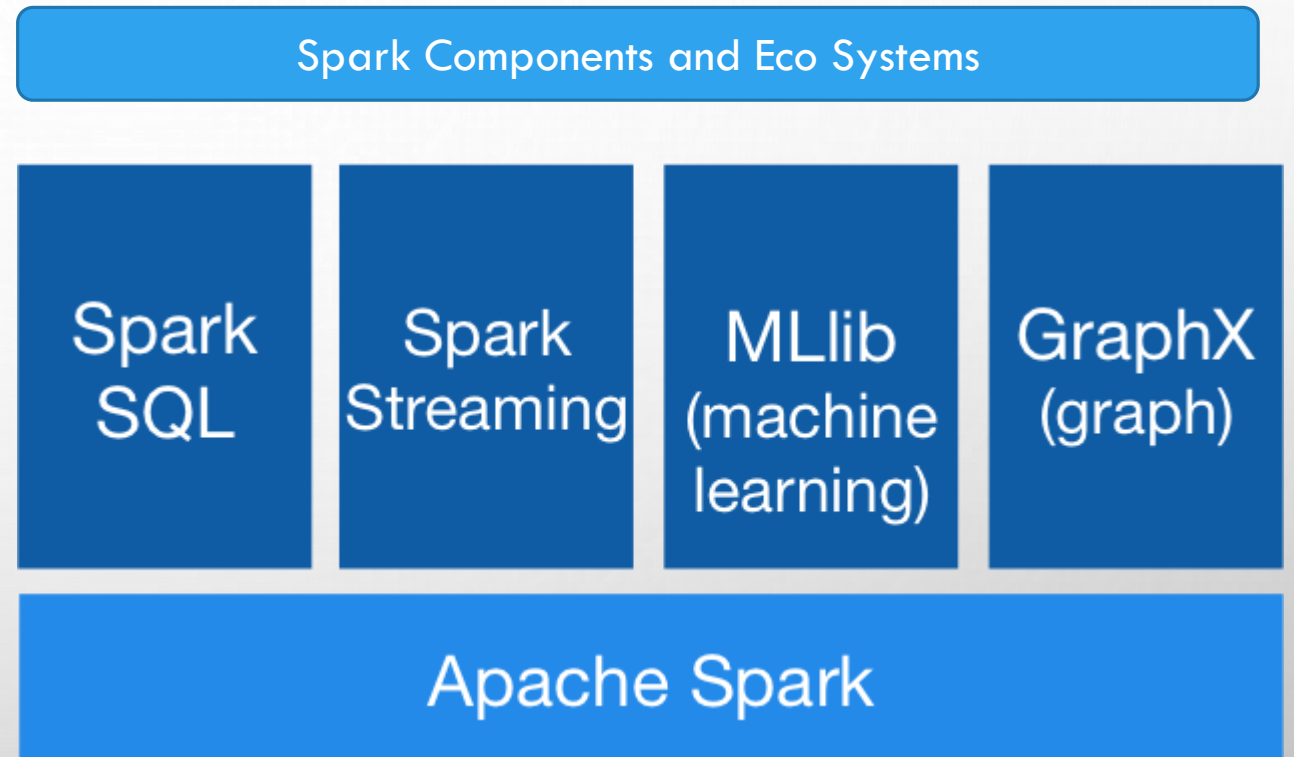 Spark Components and Eco Systems
Spark
SQL
Spark
Streaming
MLlib
(machine
learning)
GraphX
(graph)
Apache Spark